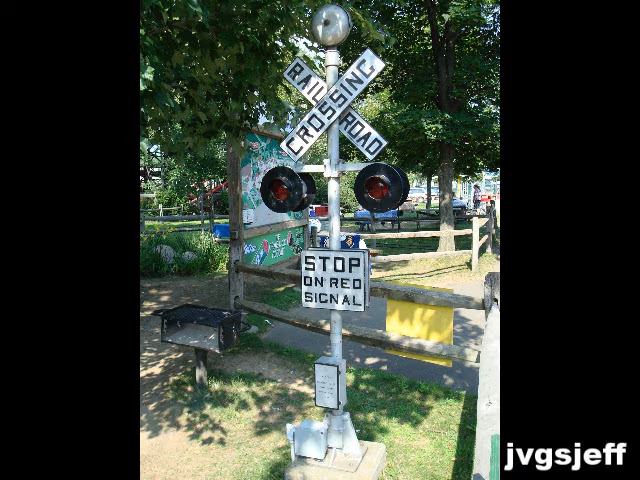 RAIL ROAD
CROSSING
STOP
ON RED
SIGNAL
jvgsjeff